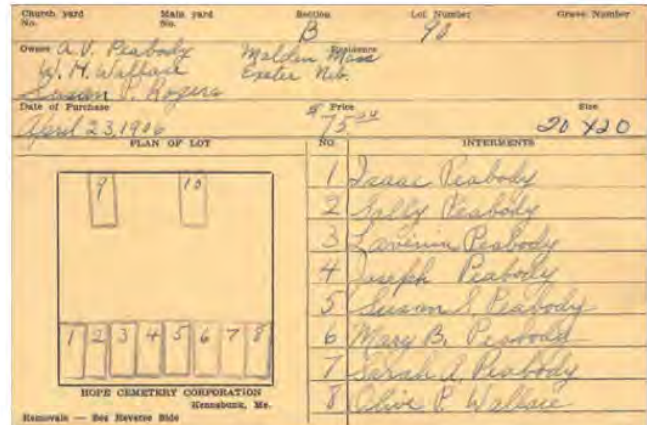 Church yard No. Main yard No. Section Lot Number Grave Number
B 90
Owner A. V. Peabody Residence Malden Mass
W. H. Wallace Exeter Neb.
Susan P. Rogers
Date of Purchase $ Price Size
April 23, 1906 75.00 20 X 20
PLAN OF LOT NO. INTERMENTS
9 10
1 Isaac Peabody
2 Sally Peabody
3 Lavinia Peabody
4 Joseph Peabody
5 Susan S. Peabody
6 Mary B. Peabody
7 Sarah A. Peabody
8 Olive P. Wallace
1 2 3 4 5 6 7 8
HOPE CEMETERY CORPORATION
Kennebunk, Me.
Removals — See Reverse Side